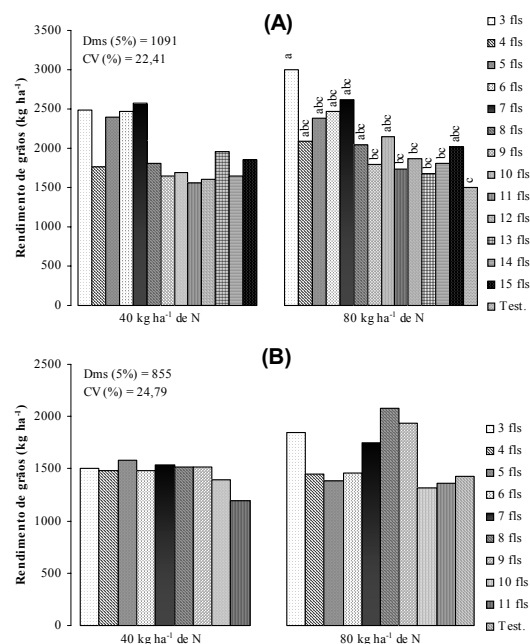 (A)
Dms (5%) = 1091
CV (%) = 22,41
Rendimento de grãos (kg ha⁻¹)
3500
3000
2500
2000
1500
1000
500
0
a
abc
abc
abc
abc
abc
bc
bc
bc
bc
bc
bc
abc
c
40 kg ha⁻¹ de N
80 kg ha⁻¹ de N
3 fls
4 fls
5 fls
6 fls
7 fls
8 fls
9 fls
10 fls
11 fls
12 fls
13 fls
14 fls
15 fls
Test.
(B)
Dms (5%) = 855
CV (%) = 24,79
Rendimento de grãos (kg ha⁻¹)
2500
2000
1500
1000
500
0
40 kg ha⁻¹ de N
80 kg ha⁻¹ de N
3 fls
4 fls
5 fls
6 fls
7 fls
8 fls
9 fls
10 fls
11 fls
Test.